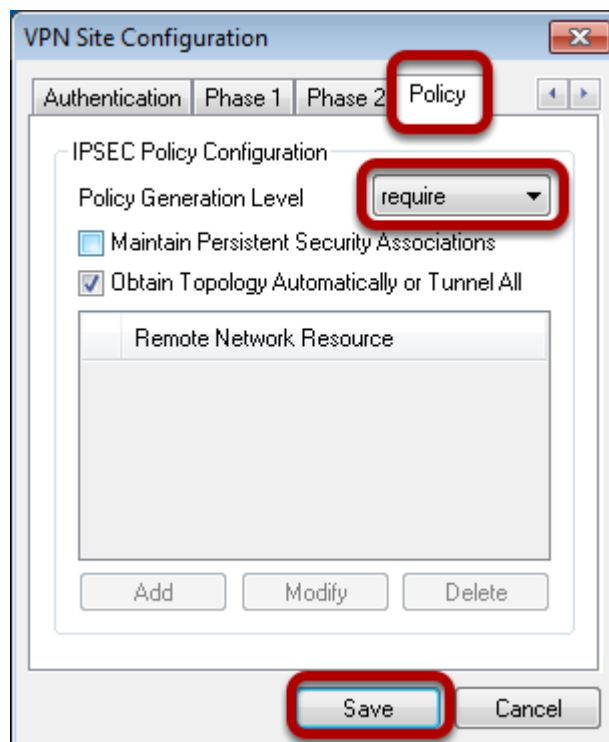 VPN Site Configuration
Authentication Phase 1 Phase 2 Policy
IPSEC Policy Configuration
Policy Generation Level require
Maintain Persistent Security Associations
Obtain Topology Automatically or Tunnel All
Remote Network Resource
Add Modify Delete
Save Cancel